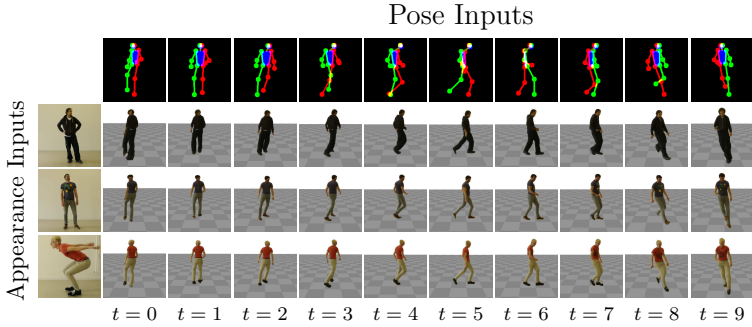 Pose Inputs
Appearance Inputs
t = 0 t = 1 t = 2 t = 3 t = 4 t = 5 t = 6 t = 7 t = 8 t = 9